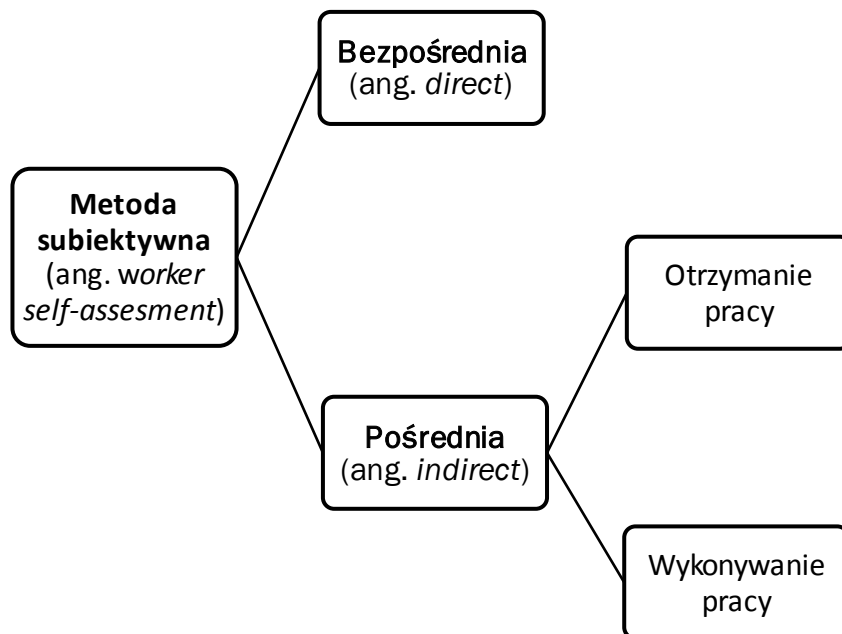 Bezpośrednia
(ang. direct)
Metoda
subiektywna
(ang. worker
self-assesment)
Otrzymanie
pracy
Pośrednia
(ang. indirect)
Wykonywanie
pracy